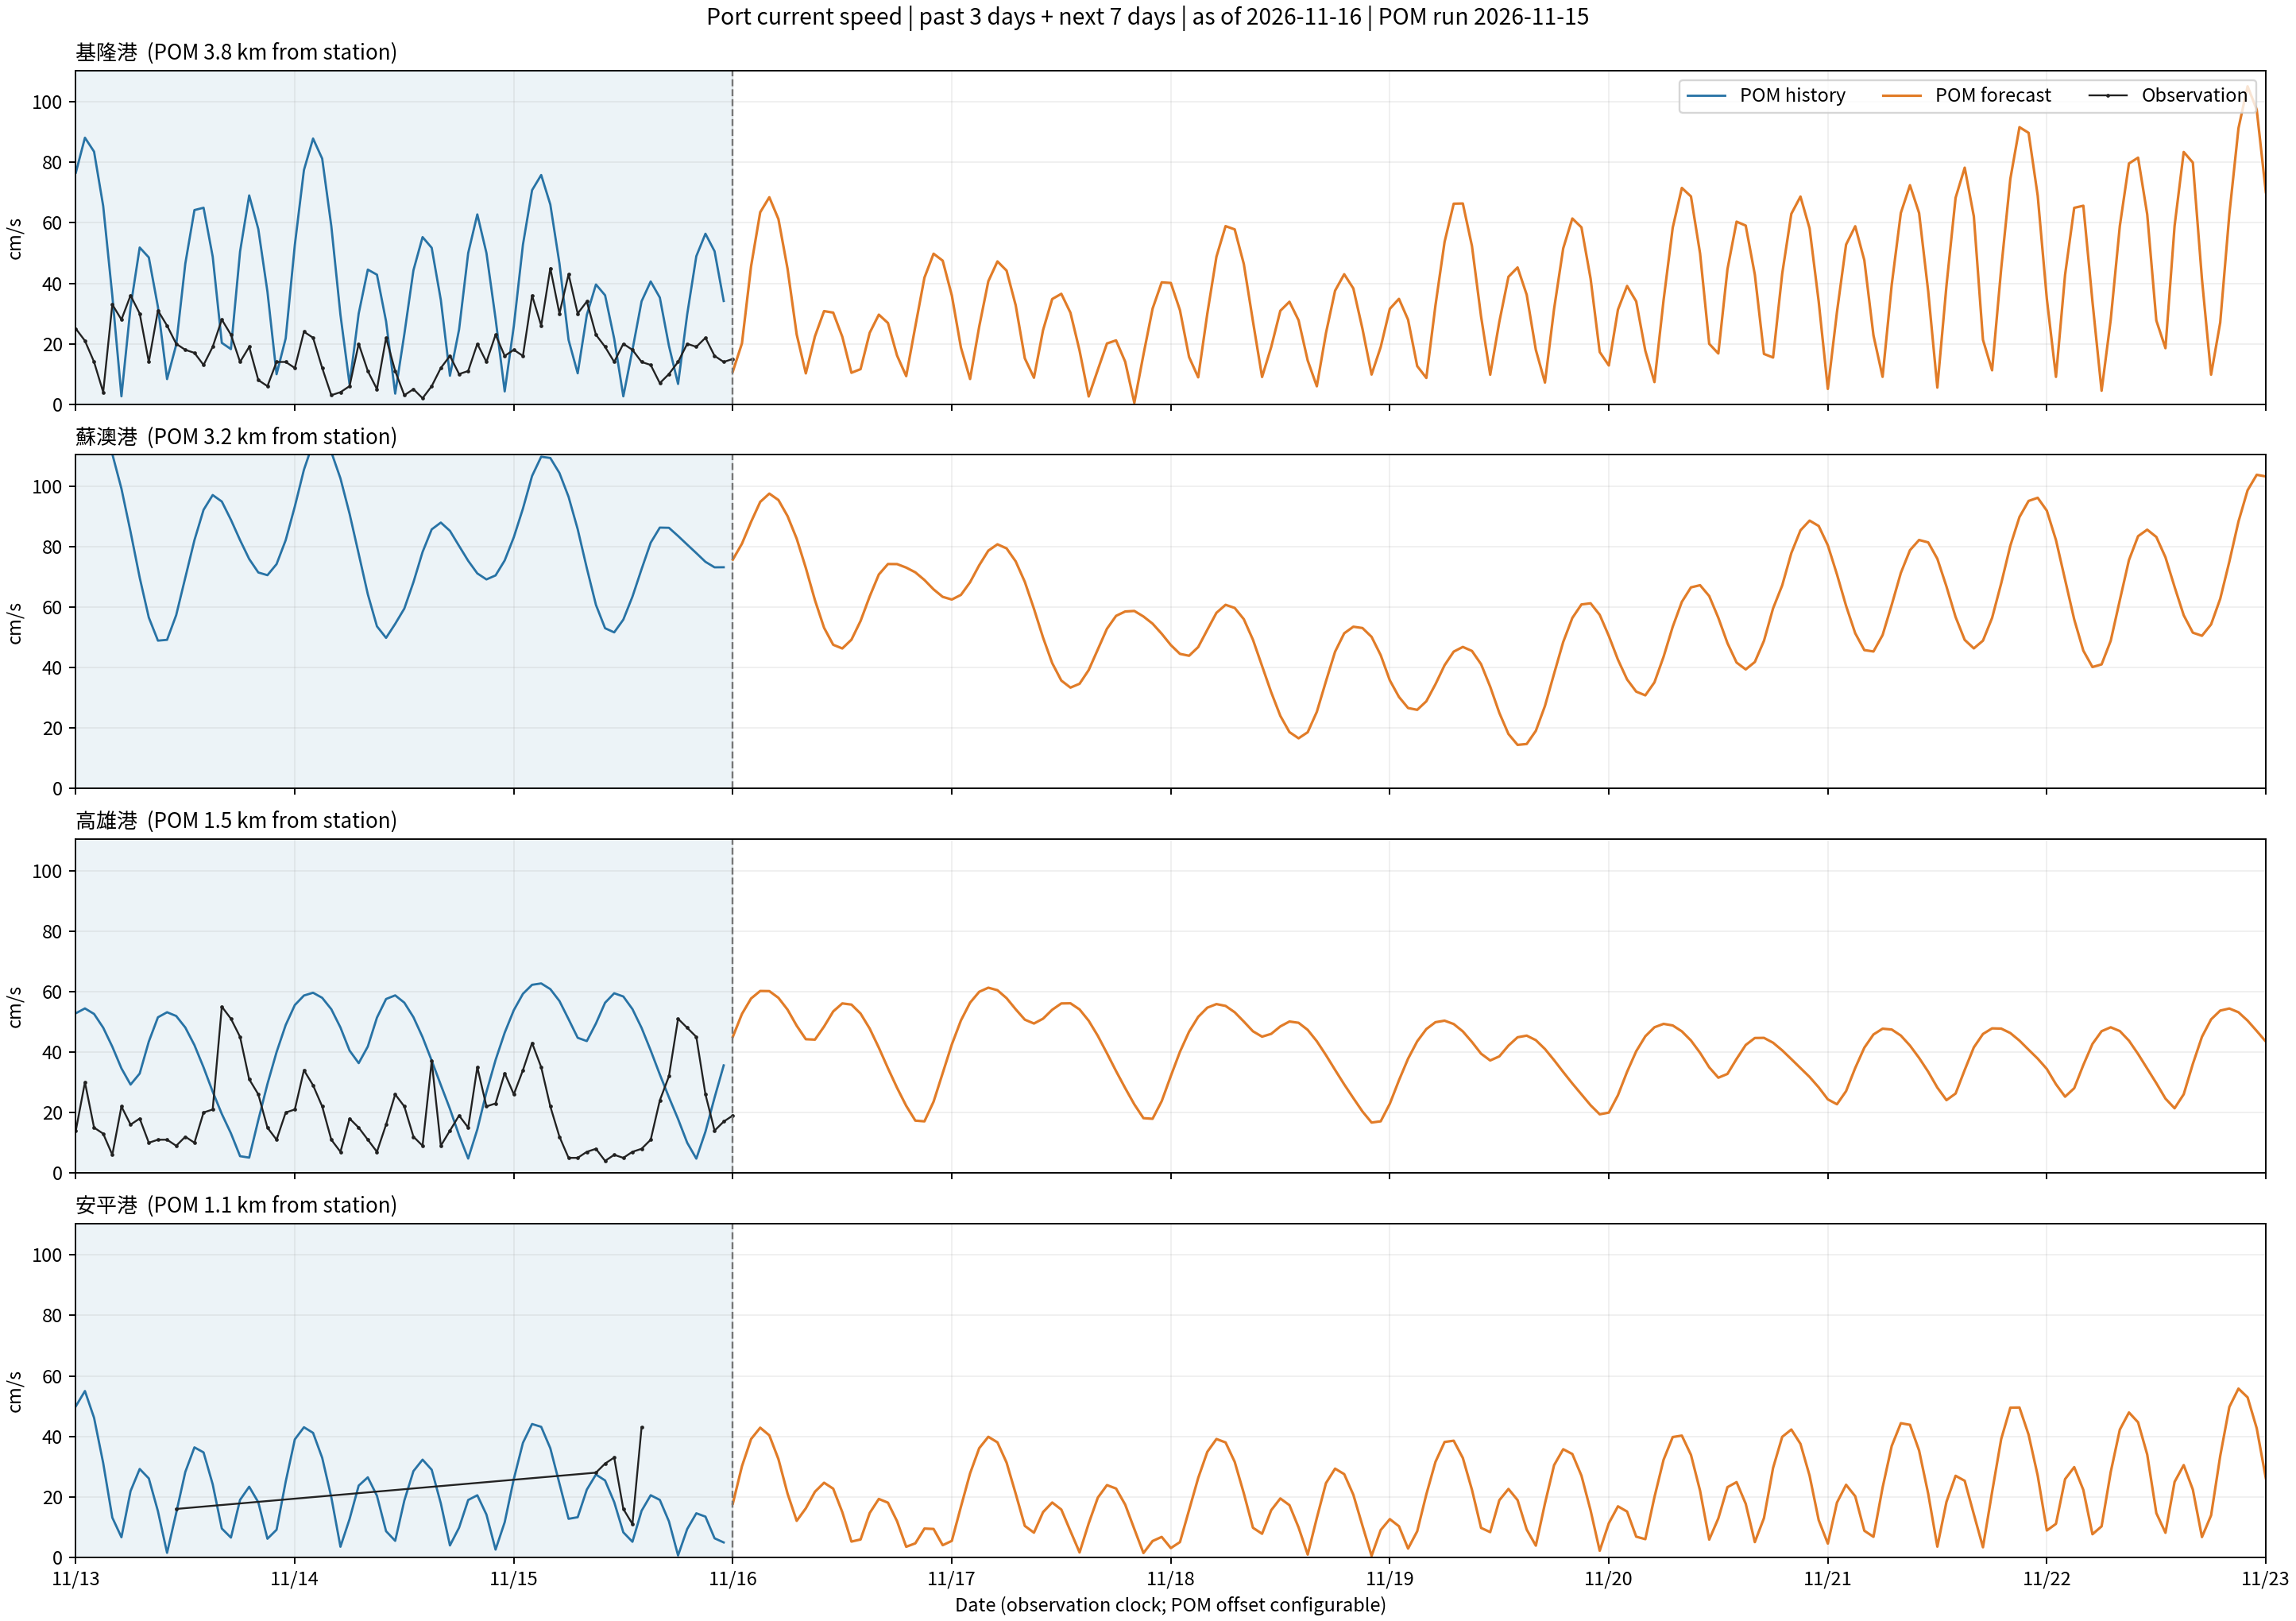 Port current speed | past 3 days + next 7 days | as of 2026-11-16 | POM run 2026-11-15
基隆港 (POM 3.8 km from station)
POM history
POM forecast
Observation
100
80
60
40
20
0
cm/s
蘇澳港 (POM 3.2 km from station)
100
80
60
40
20
0
cm/s
高雄港 (POM 1.5 km from station)
100
80
60
40
20
0
cm/s
安平港 (POM 1.1 km from station)
100
80
60
40
20
0
cm/s
11/13 11/14 11/15 11/16 11/17 11/18 11/19 11/20 11/21 11/22 11/23
Date (observation clock; POM offset configurable)